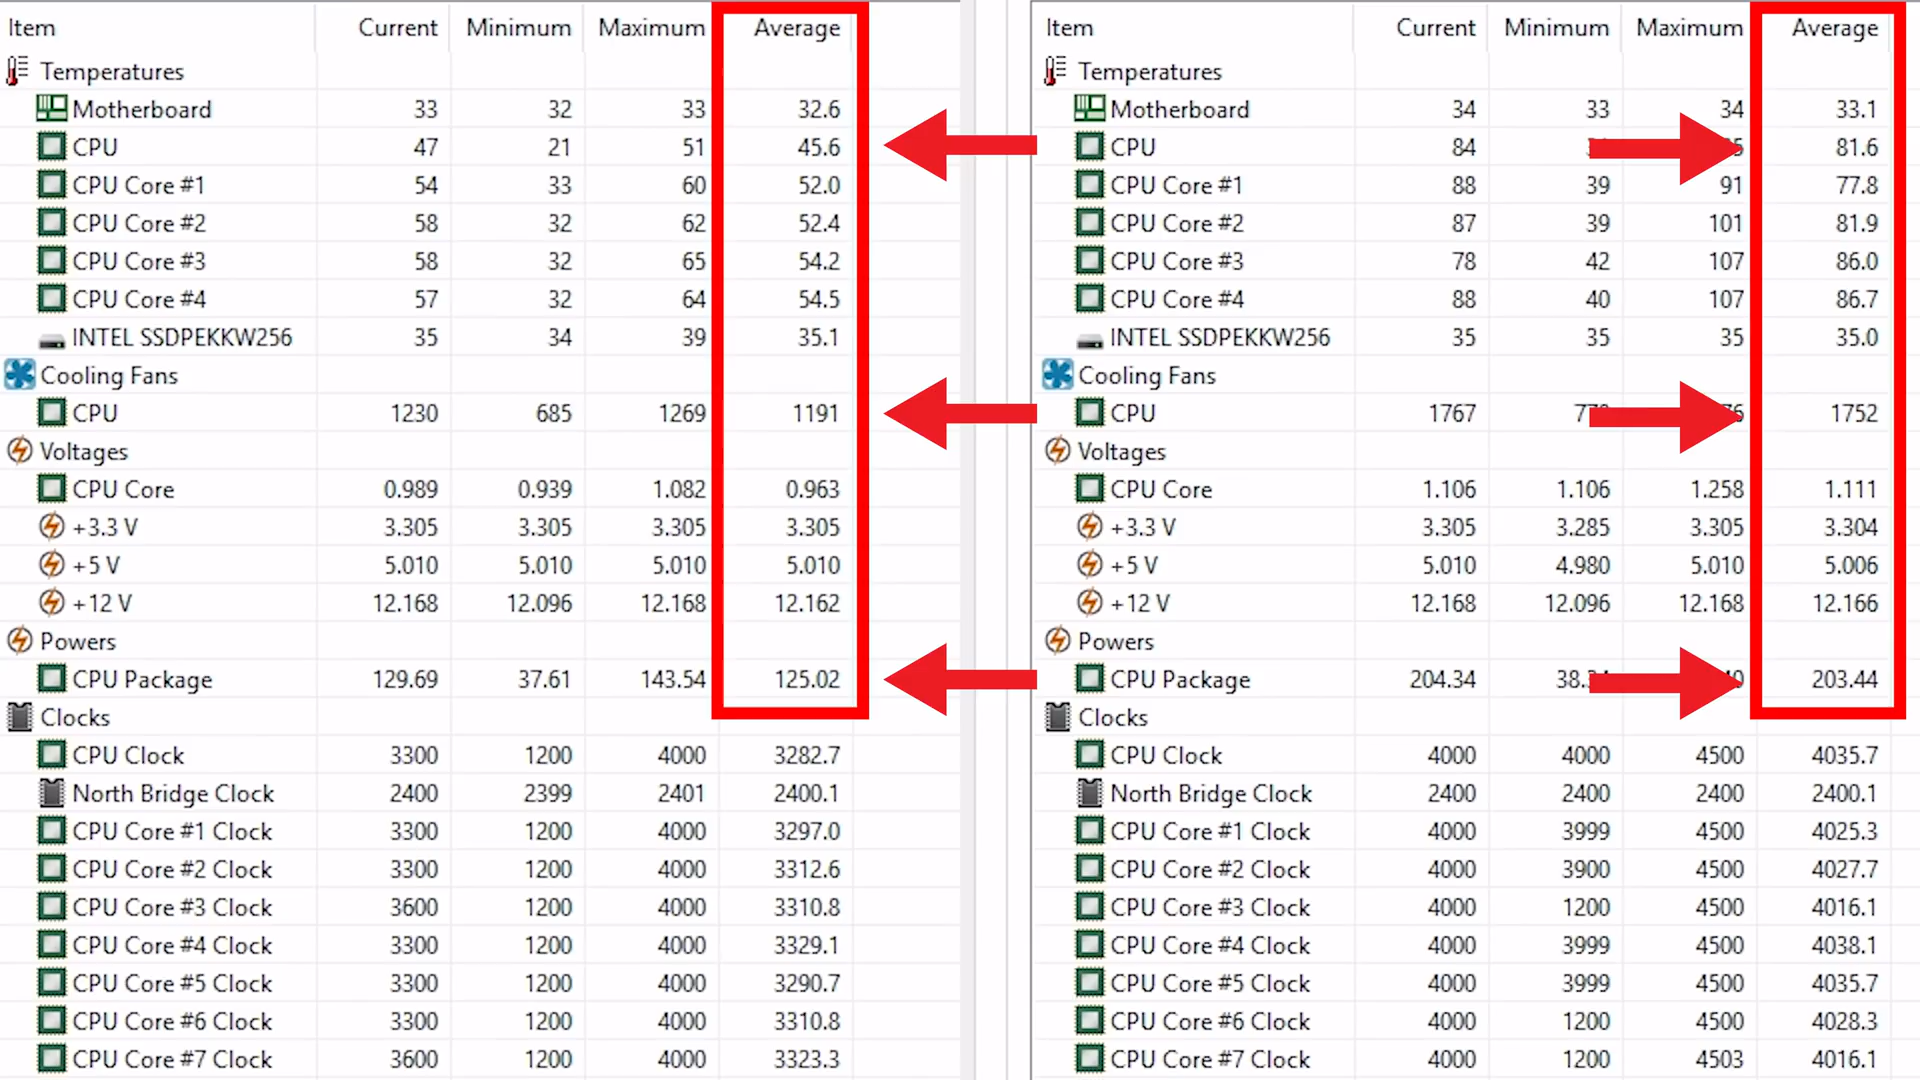 Item Current Minimum Maximum Average
Temperatures
Motherboard 33 32 33 32.6
CPU 47 21 51 45.6
CPU Core #1 54 33 60 52.0
CPU Core #2 58 32 62 52.4
CPU Core #3 58 32 65 54.2
CPU Core #4 57 32 64 54.5
INTEL SSDPEKKW256 35 34 39 35.1
Cooling Fans
CPU 1230 685 1269 1191
Voltages
CPU Core 0.989 0.939 1.082 0.963
+3.3 V 3.305 3.305 3.305 3.305
+5 V 5.010 5.010 5.010 5.010
+12 V 12.168 12.096 12.168 12.162
Powers
CPU Package 129.69 37.61 143.54 125.02
Clocks
CPU Clock 3300 1200 4000 3282.7
North Bridge Clock 2400 2399 2401 2400.1
CPU Core #1 Clock 3300 1200 4000 3297.0
CPU Core #2 Clock 3300 1200 4000 3312.6
CPU Core #3 Clock 3600 1200 4000 3310.8
CPU Core #4 Clock 3300 1200 4000 3329.1
CPU Core #5 Clock 3300 1200 4000 3290.7
CPU Core #6 Clock 3300 1200 4000 3310.8
CPU Core #7 Clock 3600 1200 4000 3323.3
Item Current Minimum Maximum Average
Temperatures
Motherboard 34 33 34 33.1
CPU 84 81.6
CPU Core #1 88 39 91 77.8
CPU Core #2 87 39 101 81.9
CPU Core #3 78 42 107 86.0
CPU Core #4 88 40 107 86.7
INTEL SSDPEKKW256 35 35 35 35.0
Cooling Fans
CPU 1767 1752
Voltages
CPU Core 1.106 1.106 1.258 1.111
+3.3 V 3.305 3.285 3.305 3.304
+5 V 5.010 4.980 5.010 5.006
+12 V 12.168 12.096 12.168 12.166
Powers
CPU Package 204.34 203.44
Clocks
CPU Clock 4000 4000 4500 4035.7
North Bridge Clock 2400 2400 2400 2400.1
CPU Core #1 Clock 4000 3999 4500 4025.3
CPU Core #2 Clock 4000 3900 4500 4027.7
CPU Core #3 Clock 4000 1200 4500 4016.1
CPU Core #4 Clock 4000 3999 4500 4038.1
CPU Core #5 Clock 4000 3999 4500 4035.7
CPU Core #6 Clock 4000 1200 4500 4028.3
CPU Core #7 Clock 4000 1200 4503 4016.1